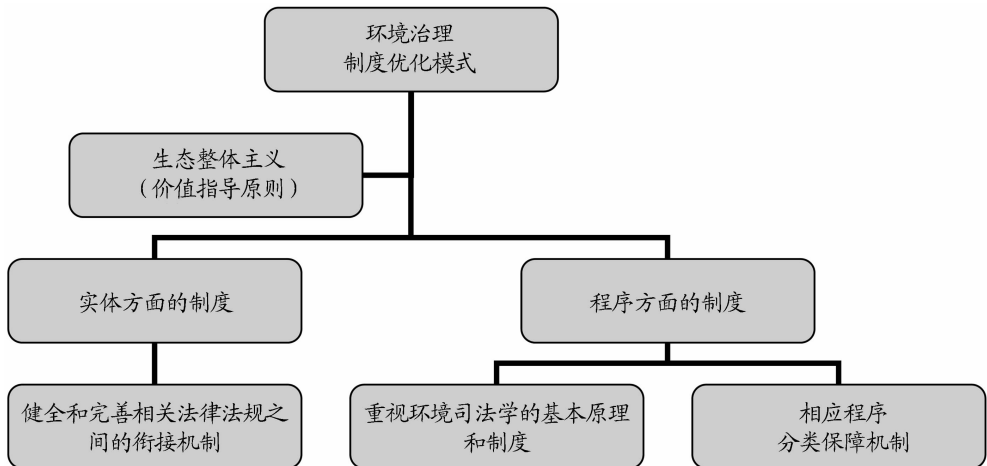 环境治理
制度优化模式
生态整体主义
（价值指导原则）
实体方面的制度
程序方面的制度
健全和完善相关法律法规之
间的衔接机制
重视环境司法学的基本原理
和制度
相应程序
分类保障机制